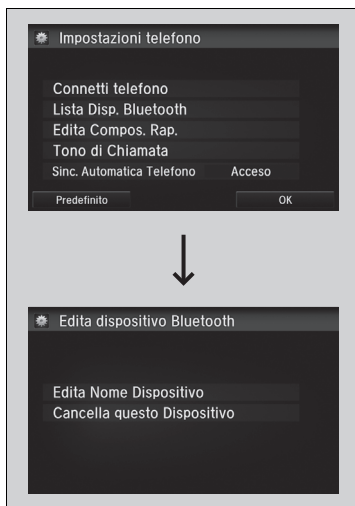 Impostazioni telefono
Connetti telefono
Lista Disp. Bluetooth
Edita Compos. Rap.
Tono di Chiamata
Sinc. Automatica Telefono Acceso
Predefinito OK
Edita dispositivo Bluetooth
Edita Nome Dispositivo
Cancella questo Dispositivo